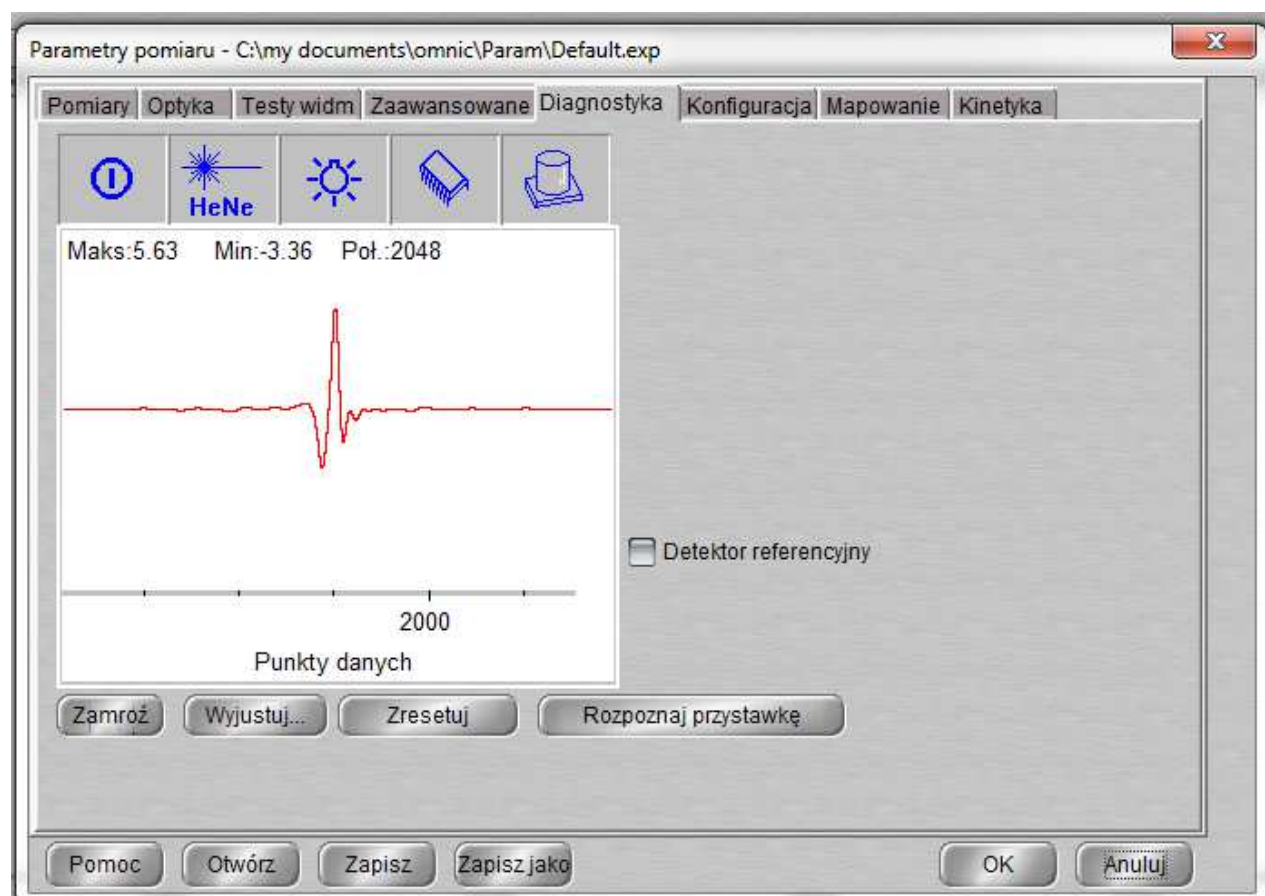 Parametry pomiaru - C:\my documents\omnic\Param\Default.exp
Pomiary Optyka Testy widm Zaawansowane Diagnostyka Konfiguracja Mapowanie Kinetyka
HeNe
Maks:5.63 Min:-3.36 Poł.:2048
Detektor referencyjny
2000
Punkty danych
Zamroź Wyjustuj... Zresetuj Rozpoznaj przystawkę
Pomoc Otwórz Zapisz Zapisz jako OK Anuluj